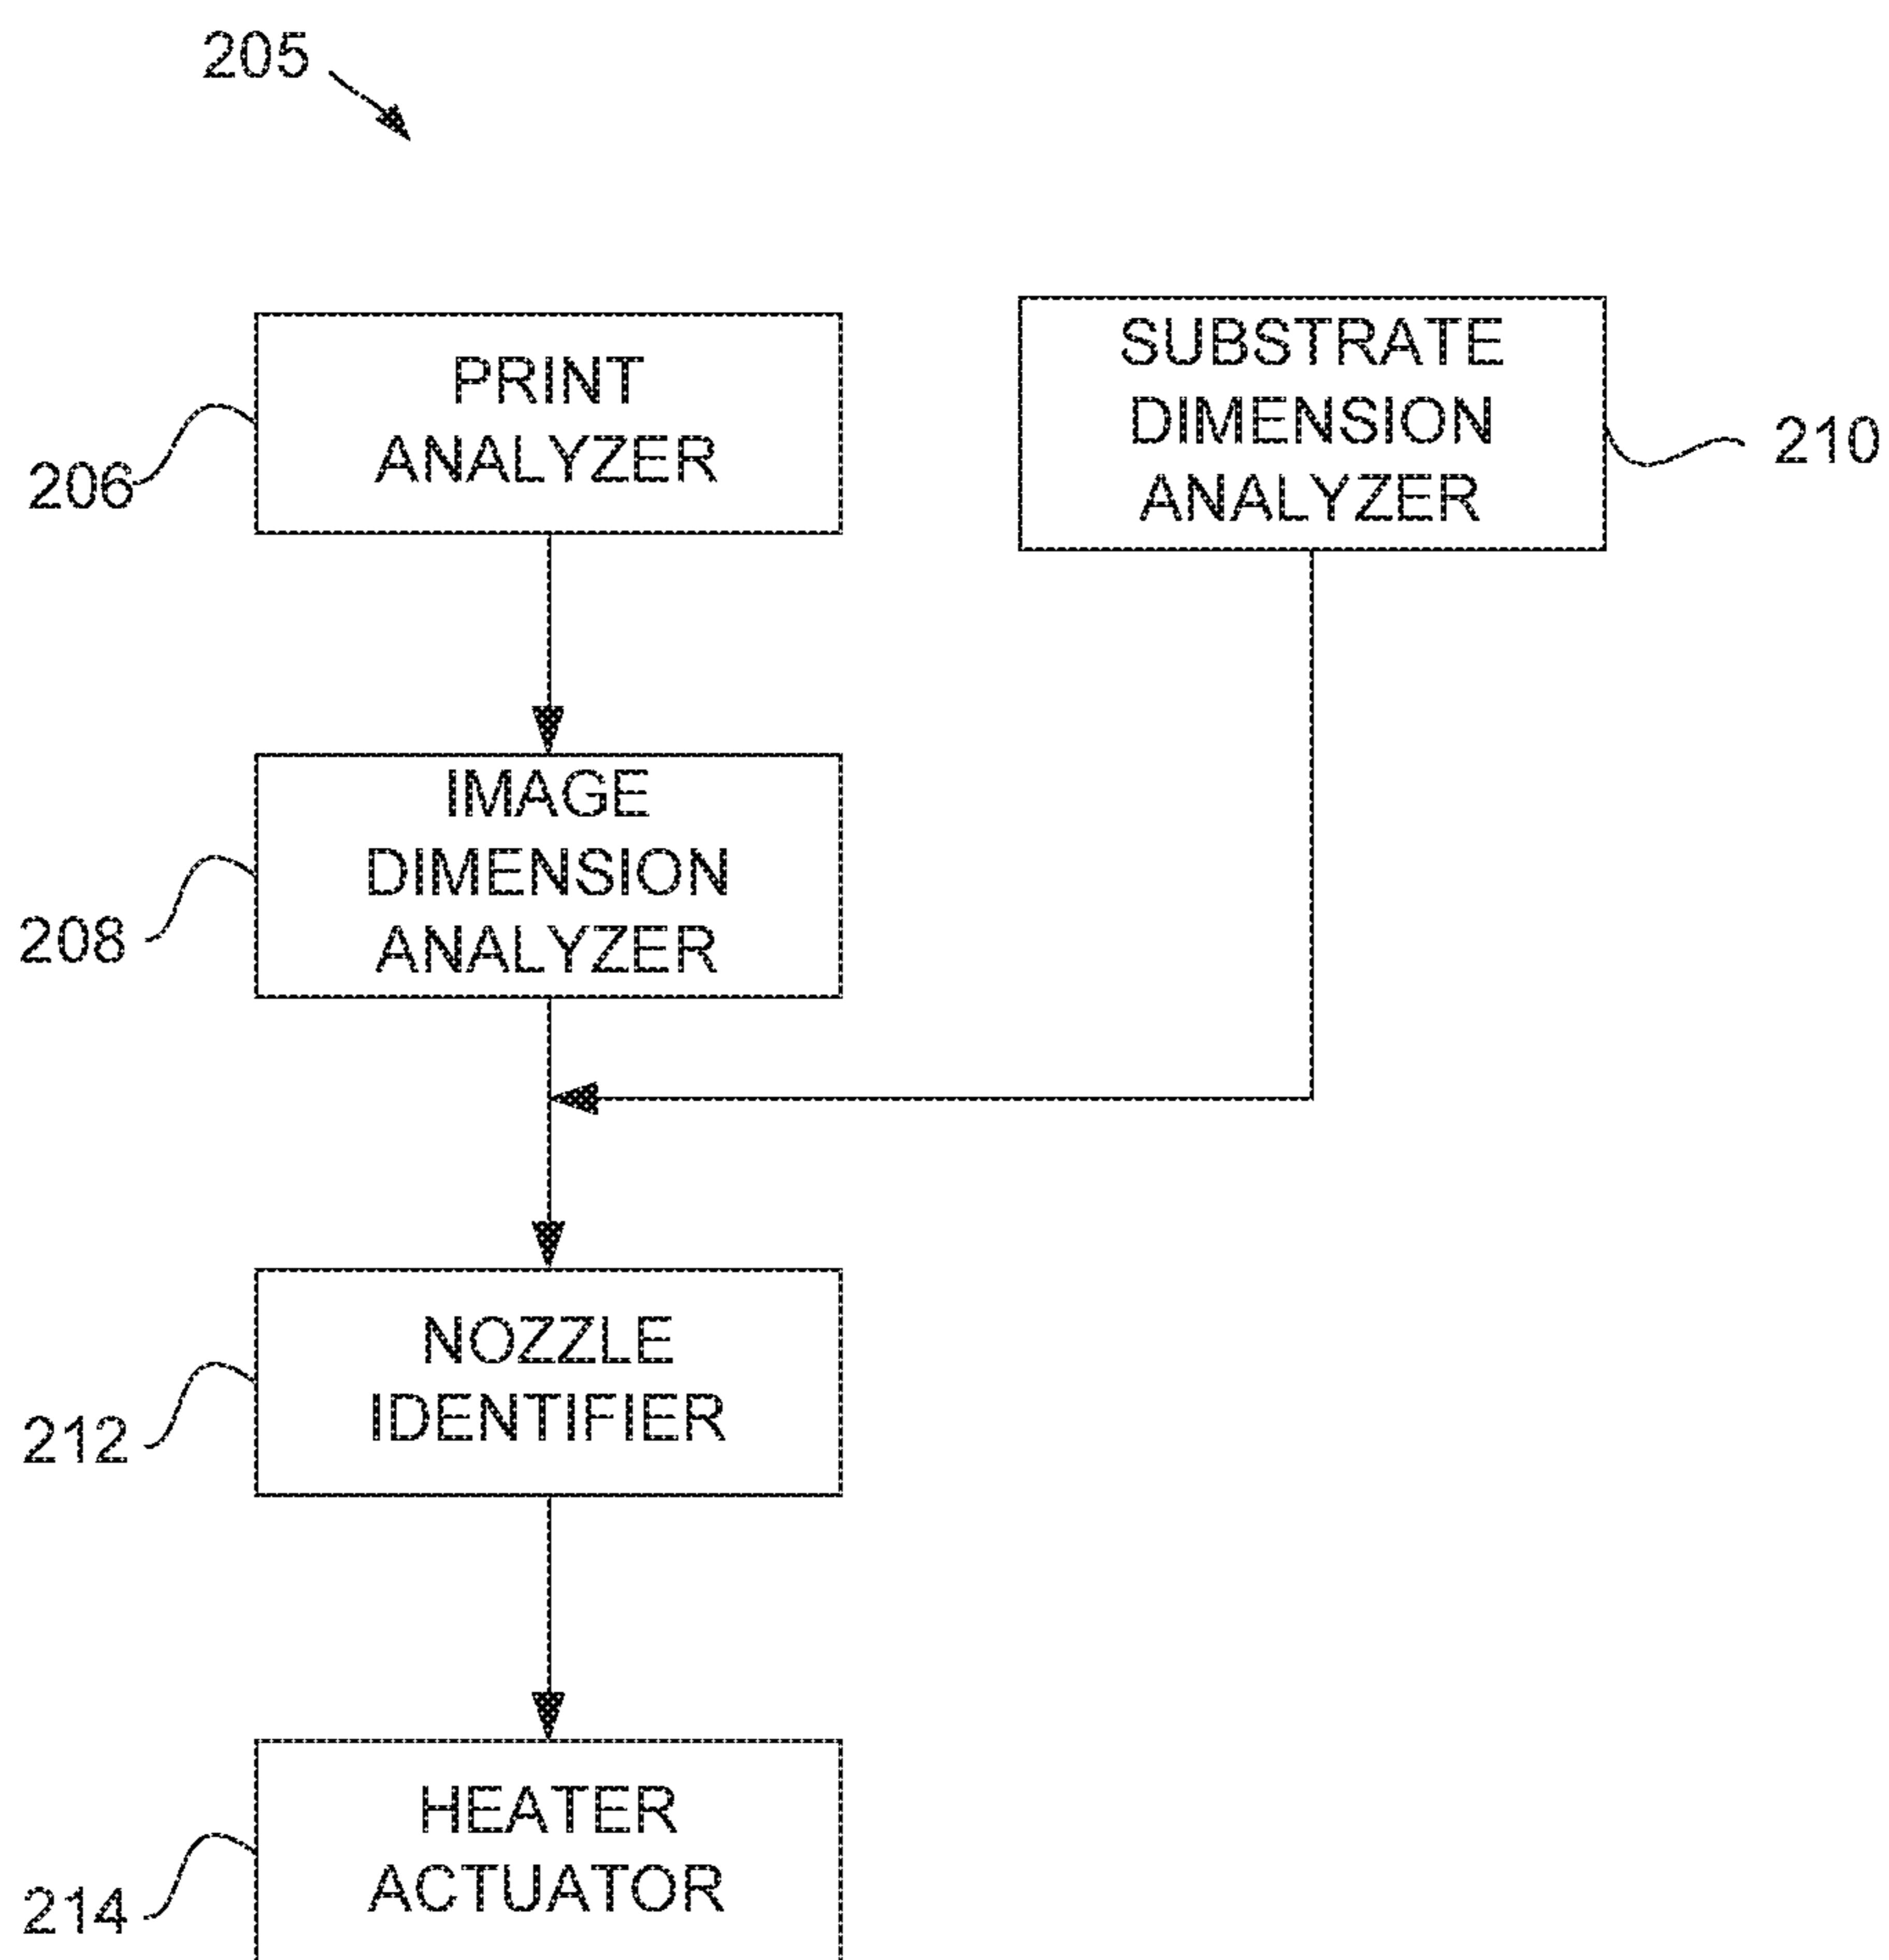 205
PRINT
ANALYZER
206
SUBSTRATE
DIMENSION
ANALYZER
210
IMAGE
DIMENSION
ANALYZER
208
NOZZLE
IDENTIFIER
212
HEATER
ACTUATOR
214